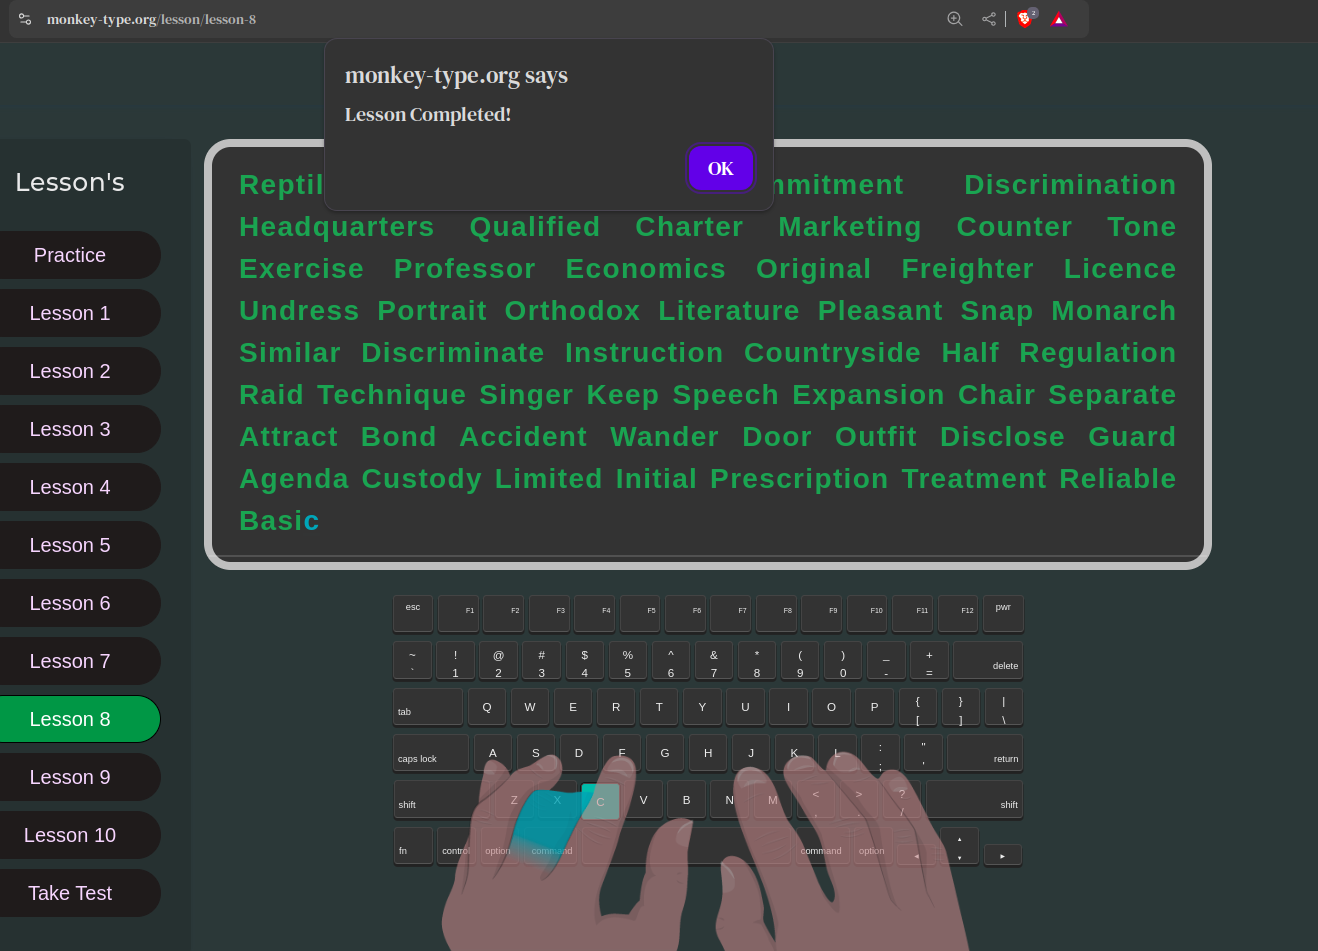 monkey-type.org/lesson/lesson-8
2
monkey-type.org says
Lesson Completed!
OK
Lesson's
Practice
Lesson 1
Lesson 2
Lesson 3
Lesson 4
Lesson 5
Lesson 6
Lesson 7
Lesson 8
Lesson 9
Lesson 10
Take Test
Discrimination
Headquarters Qualified Charter Marketing Counter Tone
Exercise Professor Economics Original Freighter Licence
Undress Portrait Orthodox Literature Pleasant Snap Monarch
Similar Discriminate Instruction Countryside Half Regulation
Raid Technique Singer Keep Speech Expansion Chair Separate
Attract Bond Accident Wander Door Outfit Disclose Guard
Agenda Custody Limited Initial Prescription Treatment Reliable
Basic
esc F1 F2 F3 F4 F5 F6 F7 F8 F9 F10 F11 F12 pwr
~ ! @ # $ % ^ & * ( ) _ +
` 1 2 3 4 5 6 7 8 9 0 - = delete
tab Q W E R T Y U I O P { } |
[ ] \
caps lock A S D F G H J K L : "
; ' return
shift Z X C V B N M < > ? shift
, . /
fn control option command command option